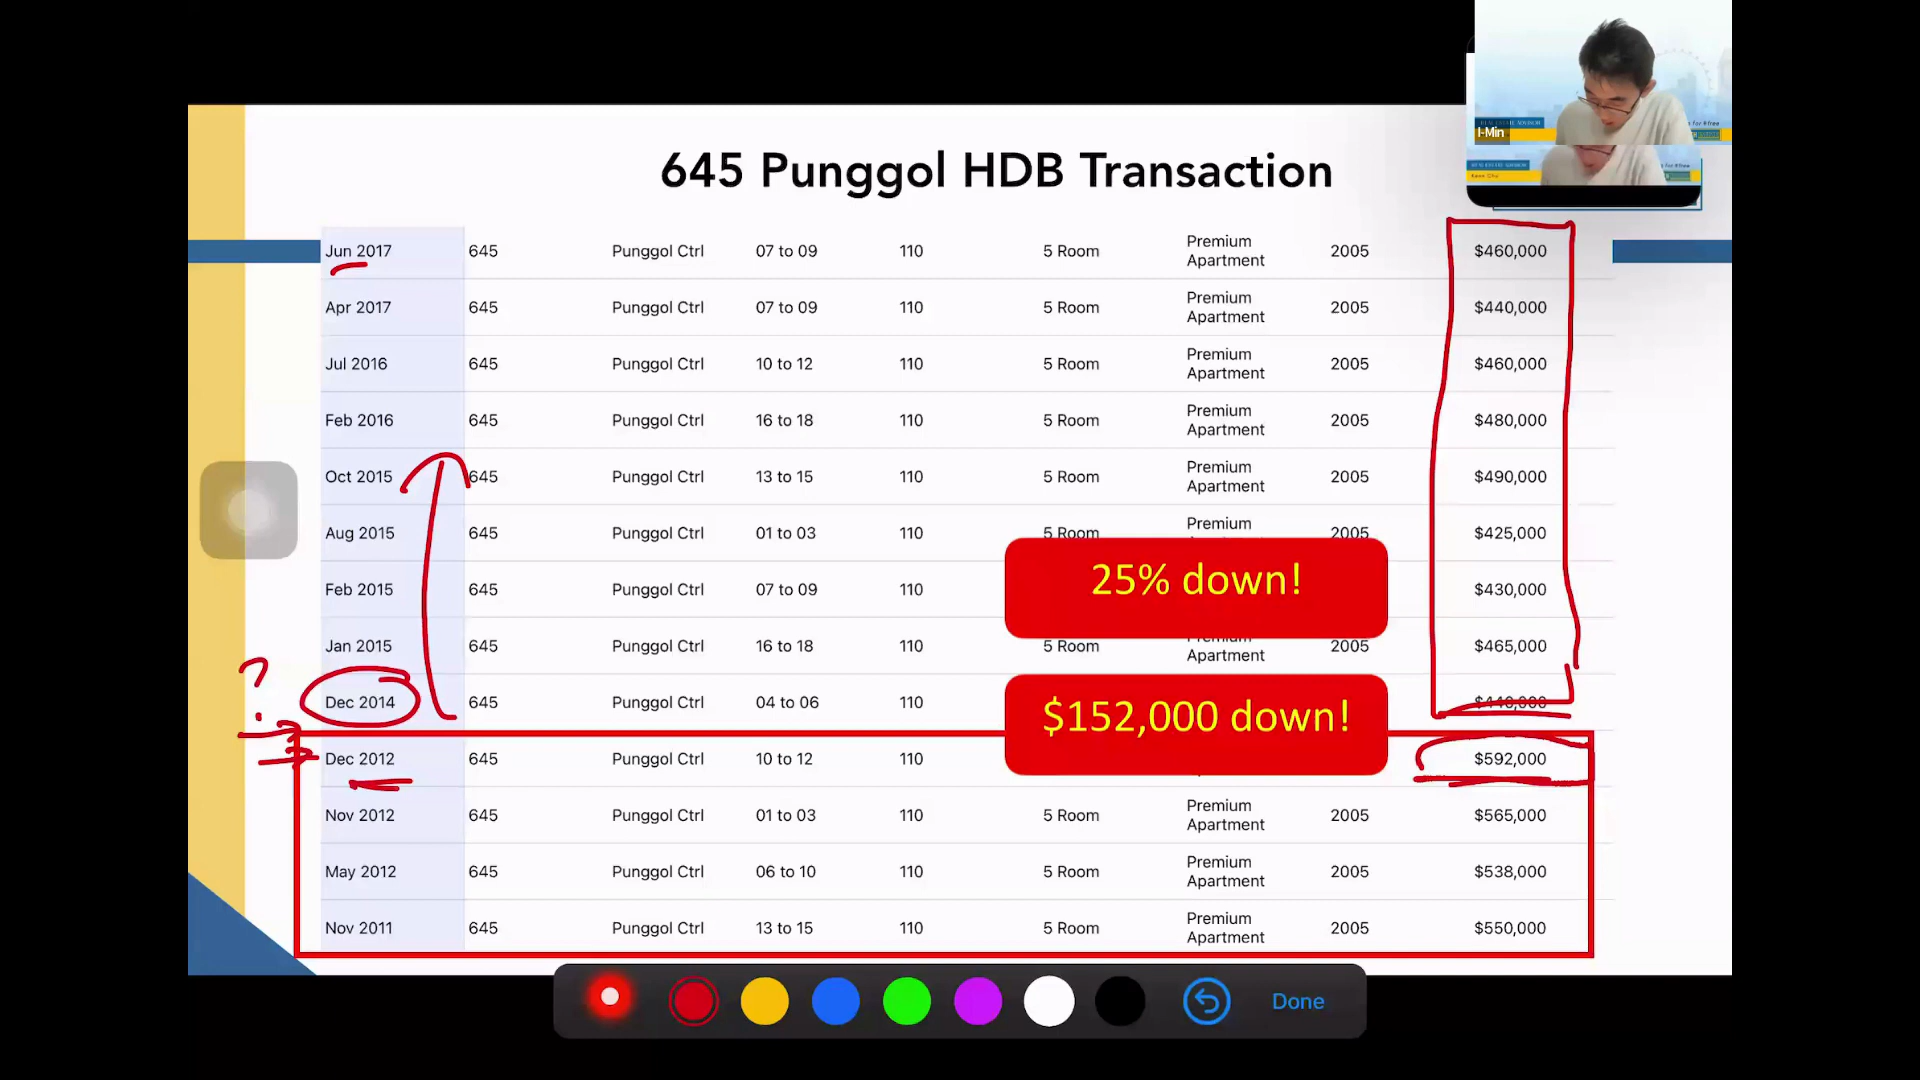 I-Min
645 Punggol HDB Transaction
Jun 2017 645 Punggol Ctrl 07 to 09 110 5 Room Premium Apartment 2005 $460,000
Apr 2017 645 Punggol Ctrl 07 to 09 110 5 Room Premium Apartment 2005 $440,000
Jul 2016 645 Punggol Ctrl 10 to 12 110 5 Room Premium Apartment 2005 $460,000
Feb 2016 645 Punggol Ctrl 16 to 18 110 5 Room Premium Apartment 2005 $480,000
Oct 2015 645 Punggol Ctrl 13 to 15 110 5 Room Premium Apartment 2005 $490,000
Aug 2015 645 Punggol Ctrl 01 to 03 110 5 Room Premium 2005 $425,000
25% down!
Feb 2015 645 Punggol Ctrl 07 to 09 110 $430,000
Jan 2015 645 Punggol Ctrl 16 to 18 110 5 Room Premium Apartment 2005 $465,000
?
Dec 2014 645 Punggol Ctrl 04 to 06 110 $440,000
$152,000 down!
Dec 2012 645 Punggol Ctrl 10 to 12 110 $592,000
Nov 2012 645 Punggol Ctrl 01 to 03 110 5 Room Premium Apartment 2005 $565,000
May 2012 645 Punggol Ctrl 06 to 10 110 5 Room Premium Apartment 2005 $538,000
Nov 2011 645 Punggol Ctrl 13 to 15 110 5 Room Premium Apartment 2005 $550,000
Done